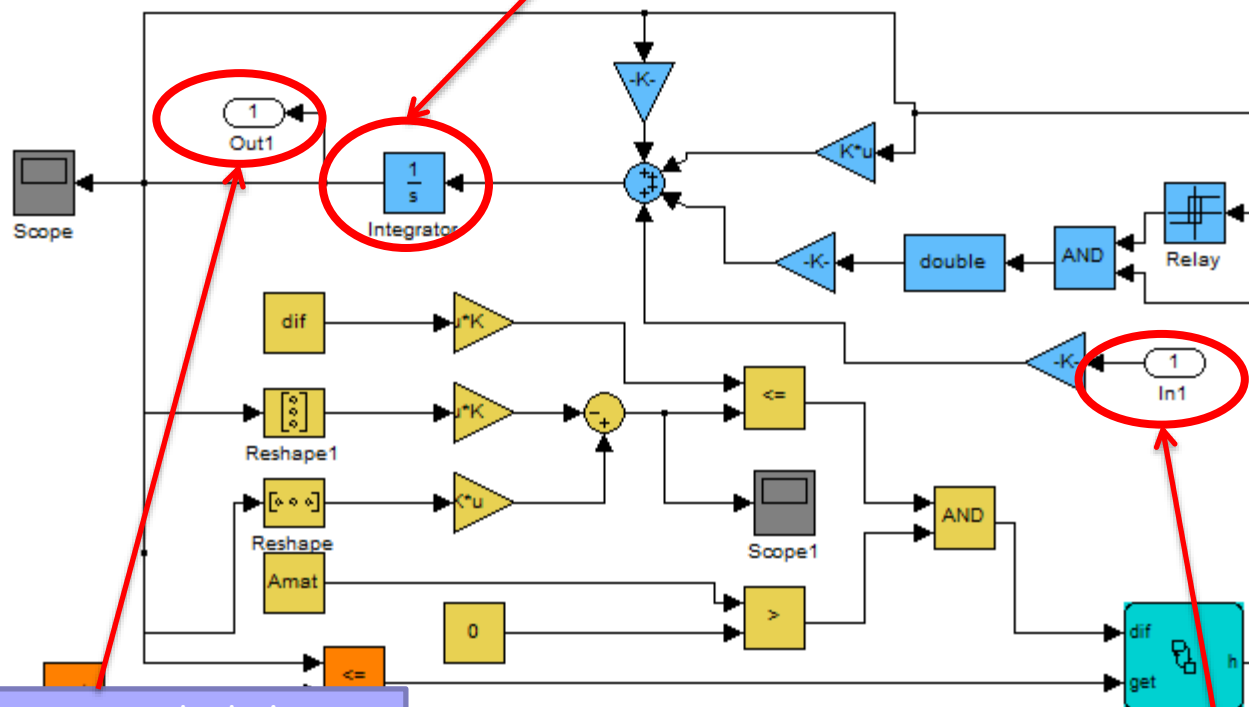 -K-
1
Out1
K*u
Scope
1
s
Integrator
Relay
AND
double
-K-
dif
-K-
1
In1
<=
Reshape1
Reshape
AND
Scope1
Amat
0
>
dif
h
get
<=